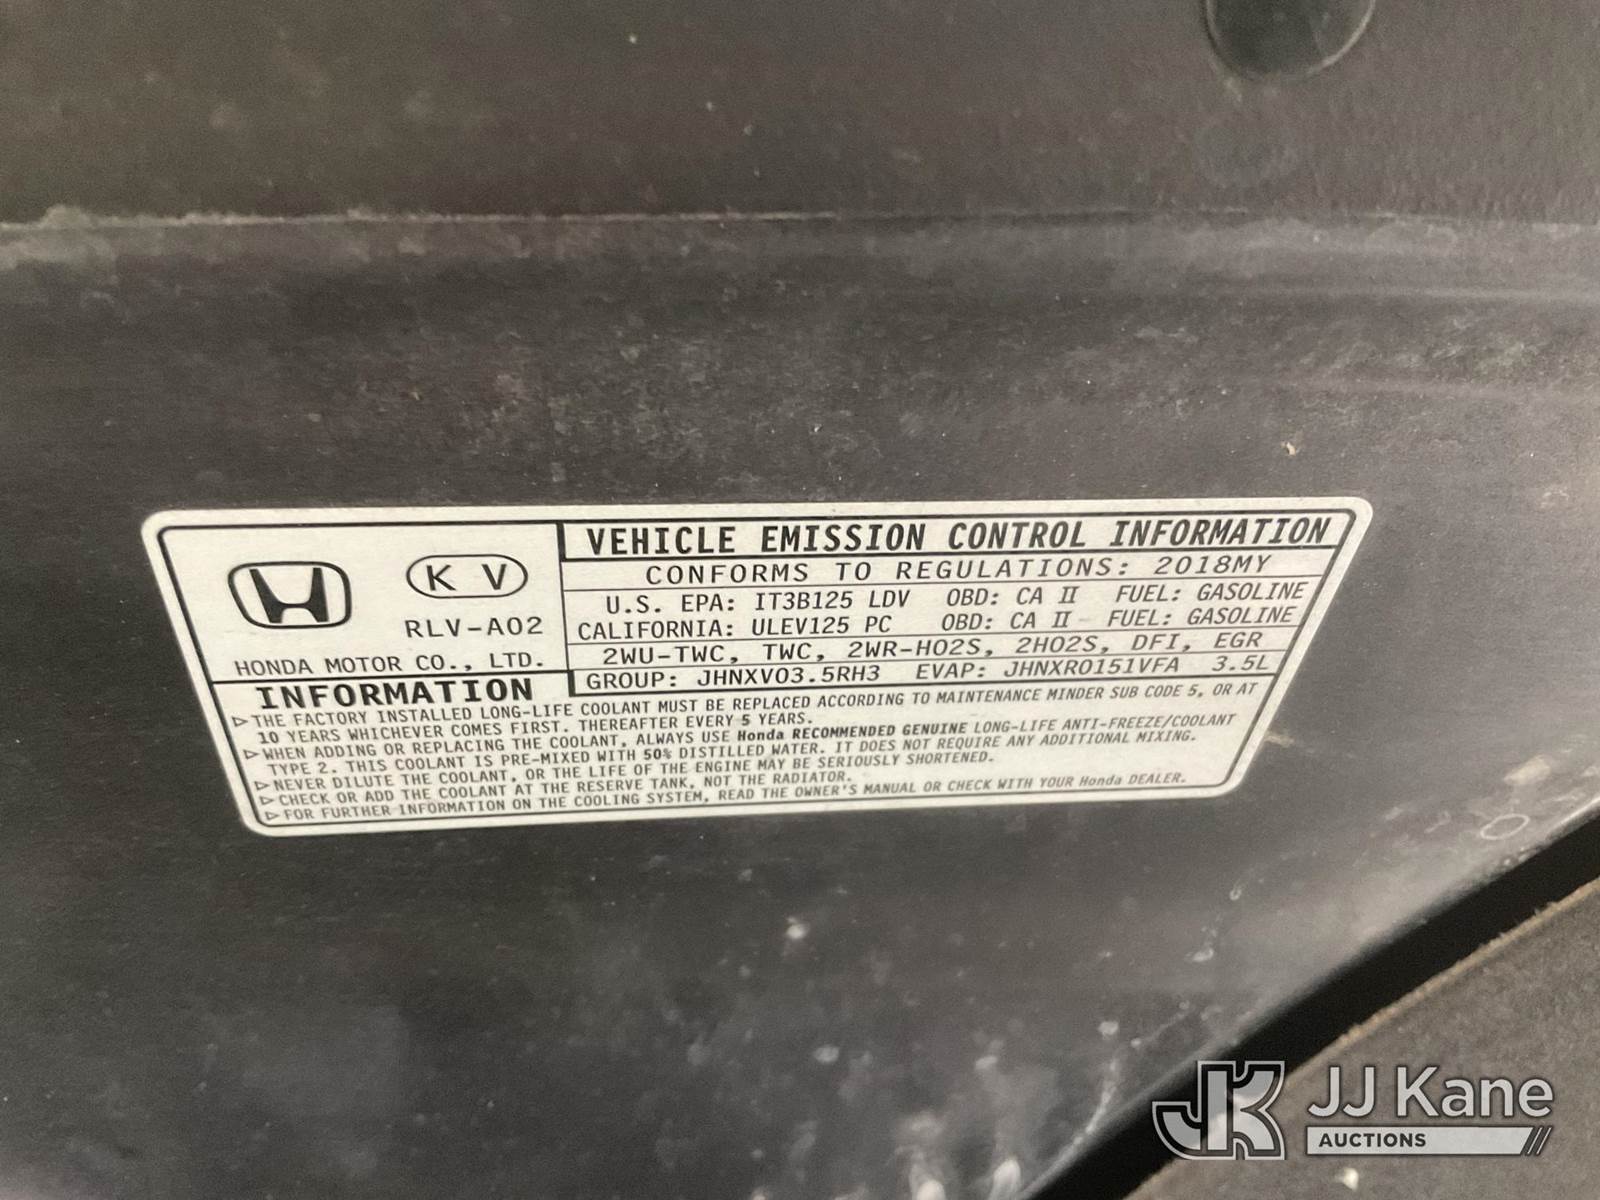 K V
RLV-A02
HONDA MOTOR CO., LTD.
VEHICLE EMISSION CONTROL INFORMATION
CONFORMS TO REGULATIONS: 2018MY
U.S. EPA: IT3B125 LDV OBD: CA II FUEL: GASOLINE
CALIFORNIA: ULEV125 PC OBD: CA II FUEL: GASOLINE
2WU-TWC, TWC, 2WR-HO2S, 2HO2S, DFI, EGR
GROUP: JHNXV03.5RH3 EVAP: JHNXR0151VFA 3.5L
INFORMATION
▷THE FACTORY INSTALLED LONG-LIFE COOLANT MUST BE REPLACED ACCORDING TO MAINTENANCE MINDER SUB CODE 5, OR AT
10 YEARS WHICHEVER COMES FIRST. THEREAFTER EVERY 5 YEARS.
▷WHEN ADDING OR REPLACING THE COOLANT, ALWAYS USE Honda RECOMMENDED GENUINE LONG-LIFE ANTI-FREEZE/COOLANT
TYPE 2. THIS COOLANT IS PRE-MIXED WITH 50% DISTILLED WATER. IT DOES NOT REQUIRE ANY ADDITIONAL MIXING.
▷NEVER DILUTE THE COOLANT, OR THE LIFE OF THE ENGINE MAY BE SERIOUSLY SHORTENED.
▷CHECK OR ADD THE COOLANT AT THE RESERVE TANK, NOT THE RADIATOR.
▷FOR FURTHER INFORMATION ON THE COOLING SYSTEM, READ THE OWNER'S MANUAL OR CHECK WITH YOUR Honda DEALER.
JK JJ Kane
AUCTIONS